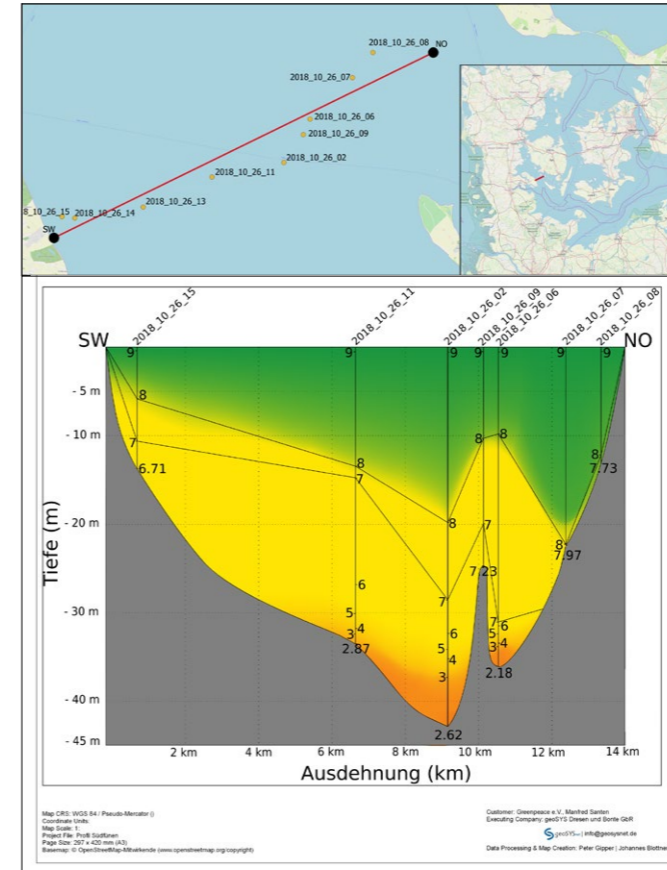 2018_10_26_08
NO
2018_10_26_07
2018_10_26_06
2018_10_26_09
2018_10_26_02
2018_10_26_11
2018_10_26_13
8_10_26_15
2018_10_26_14
SW
2018_10_26_15
2018_10_26_11
2018_10_26_02
2018_10_26_09
2018_10_26_06
2018_10_26_07
2018_10_26_08
SW
NO
9 9 9 9 9 9 9
- 5 m
8
- 10 m
7
8 8
8
6.71
8
7
7.73
- 20 m
8
7
8
7.97
7.23
7
6
- 30 m
5
4
3
2.87
7 6
6
5
4
3
5
4
3
2.18
- 40 m
2.62
- 45 m
Tiefe (m)
2 km 4 km 6 km 8 km 10 km 12 km 14 km
Ausdehnung (km)
Map CRS: WGS 84 / Pseudo-Mercator ()
Coordinate Units:
Map Scale: 1:
Project File: Profil Südfünen
Page Size: 297 x 420 mm (A3)
Basemap: © OpenStreetMap-Mitwirkende (www.openstreetmap.org/copyright)
Customer: Greenpeace e.V., Manfred Santen
Executing Company: geoSYS Driesen und Bonte GbR
geoSYS | info@geosysnet.de
Data Processing & Map Creation: Peter Gipper | Johannes Blottner